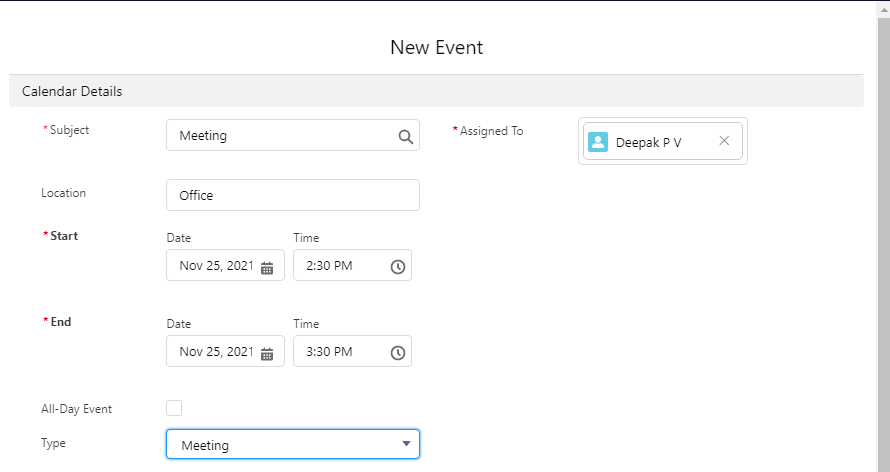 New Event
Calendar Details
*Subject
Meeting
*Assigned To
Deepak P V
Location
Office
*Start
Date
Time
Nov 25, 2021
2:30 PM
*End
Date
Time
Nov 25, 2021
3:30 PM
All-Day Event
Type
Meeting